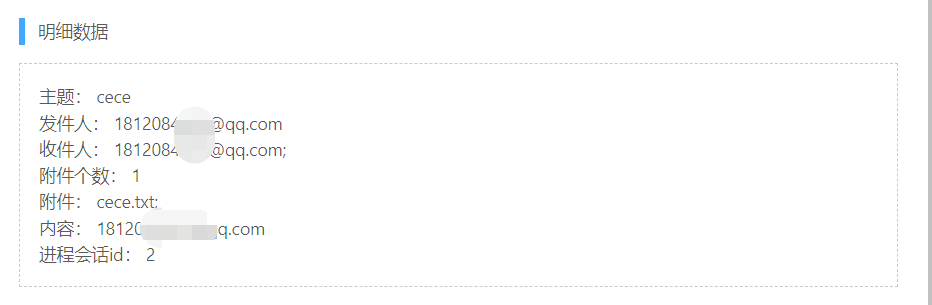 明细数据
主题： cece
发件人： 1812084 @qq.com
收件人： 1812084 @qq.com;
附件个数： 1
附件： cece.txt;
内容： 18120 q.com
进程会话id： 2